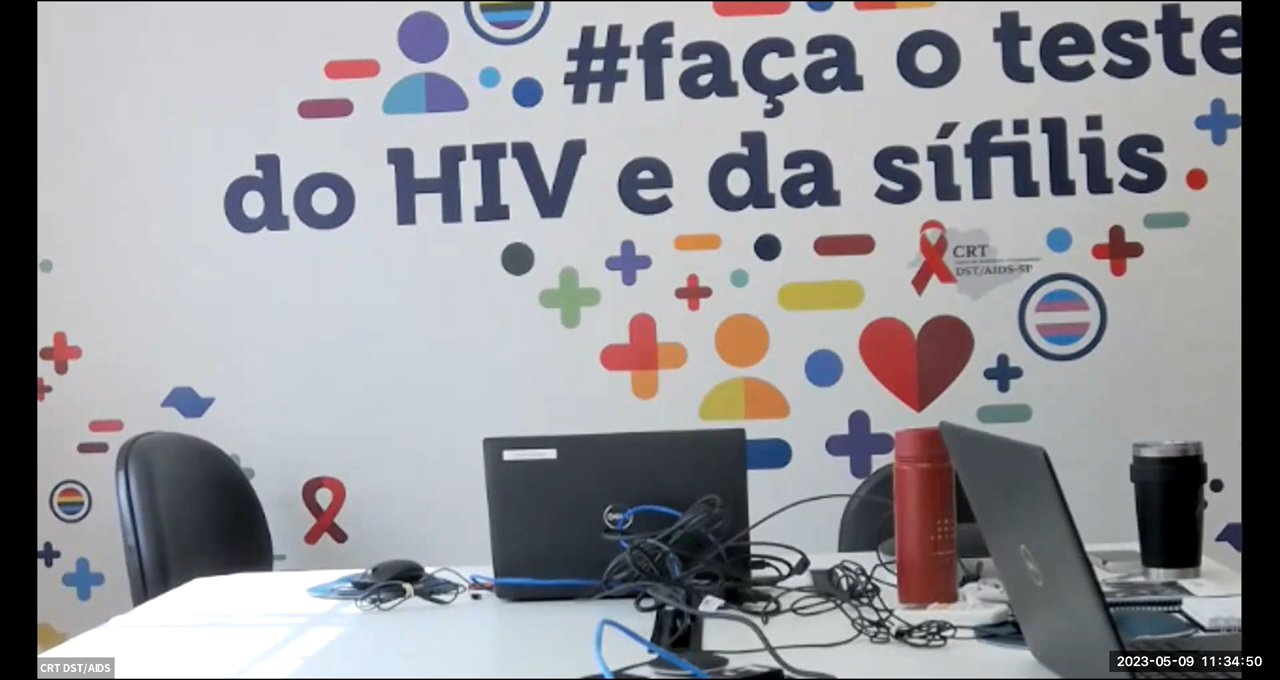 #faça o teste
do HIV e da sífilis
CRT
DST/AIDS-SP
DELL
CRT DST/AIDS
2023-05-09 11:34:50